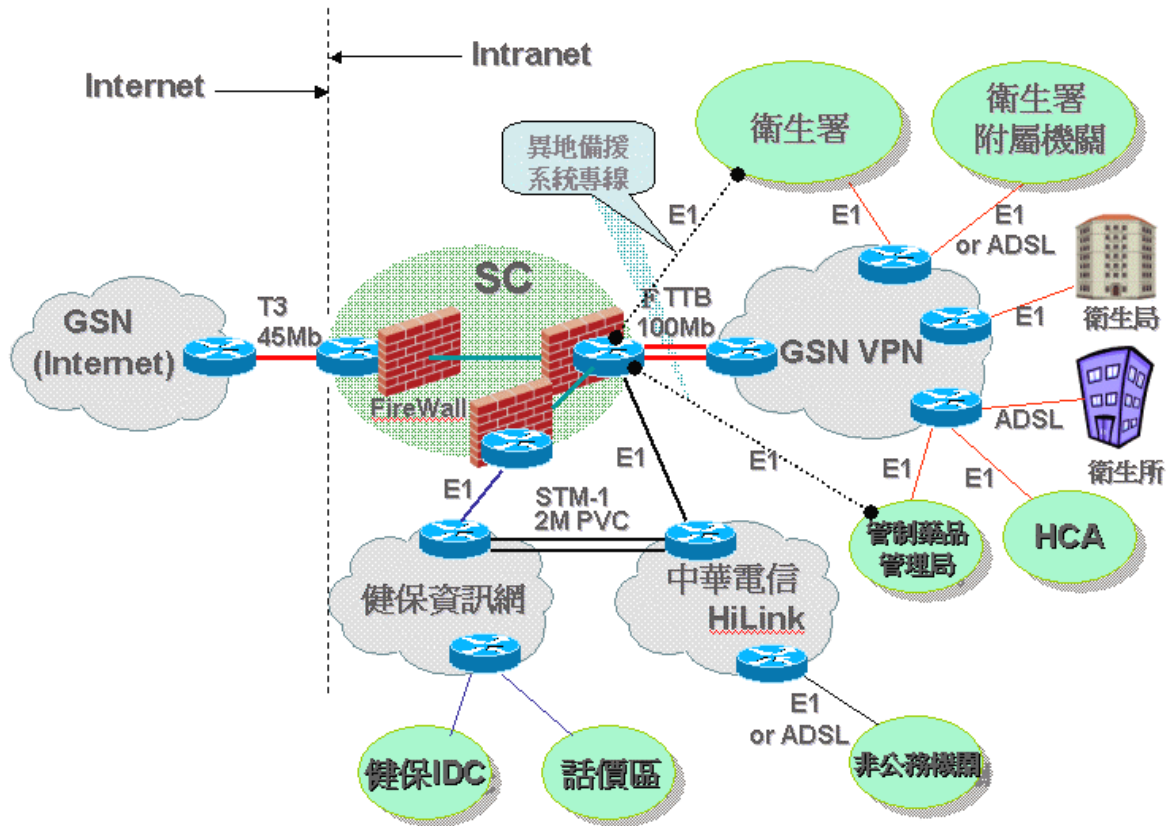 Internet
Intranet
異地備援
系統專線
衛生署
衛生署
附屬機關
E1
E1
E1
or ADSL
SC
GSN
(Internet)
T3
45Mb
F TTB
100Mb
GSN VPN
E1
衛生局
FireWall
ADSL
衛生所
E1
E1
E1
E1
E1
STM-1
2M PVC
管制藥品
管理局
HCA
健保資訊網
中華電信
HiLink
E1
or ADSL
健保IDC
話價區
非公務機關